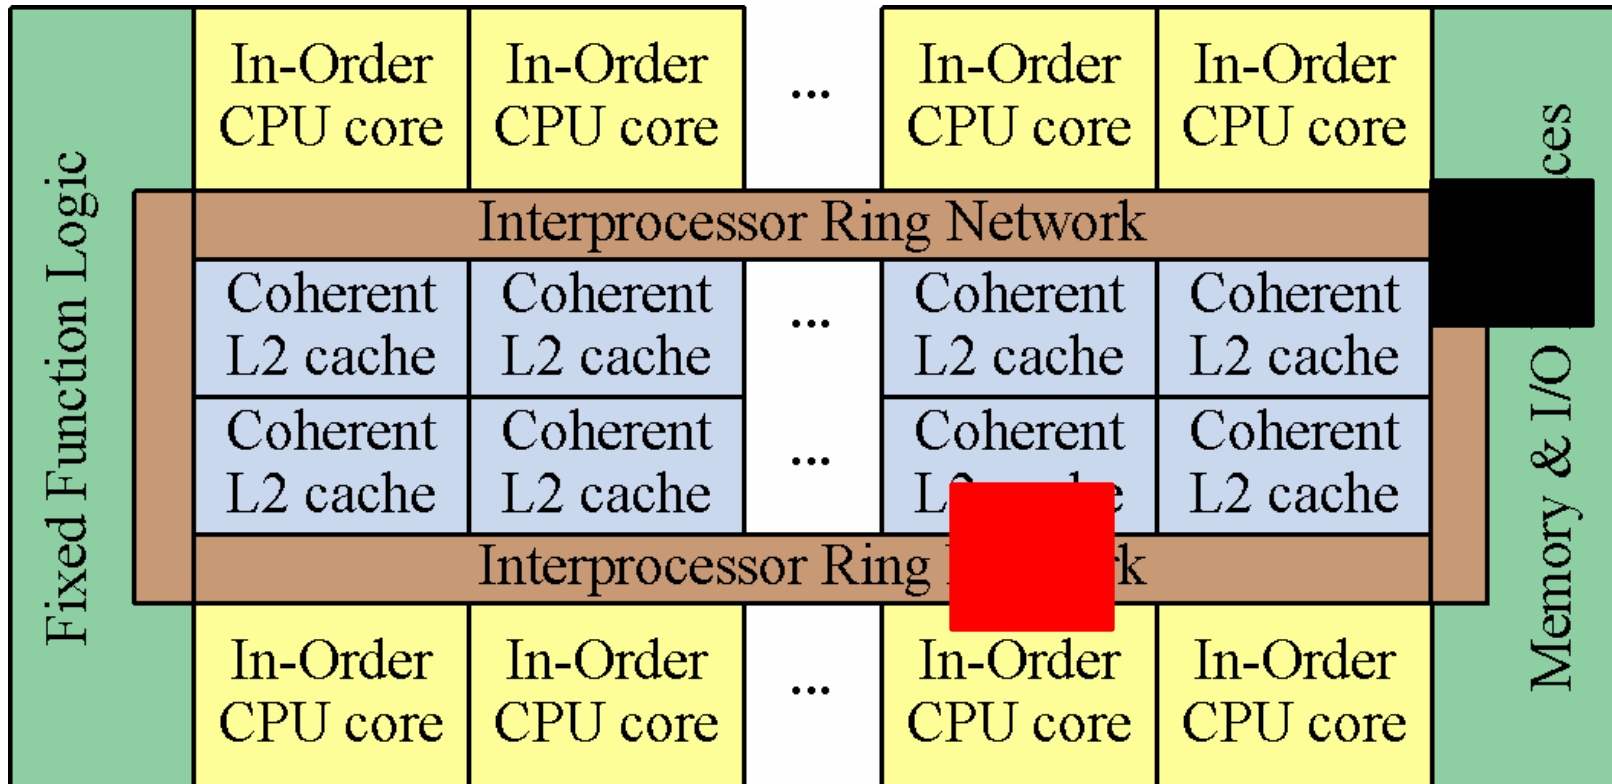 Fixed Function Logic
In-Order
CPU core
In-Order
CPU core
...
In-Order
CPU core
In-Order
CPU core
Interprocessor Ring Network
Coherent
L2 cache
Coherent
L2 cache
...
Coherent
L2 cache
Coherent
L2 cache
Coherent
L2 cache
Coherent
L2 cache
...
Coherent
L2
Coherent
L2 cache
Interprocessor Ring
In-Order
CPU core
In-Order
CPU core
...
In-Order
CPU core
In-Order
CPU core
Memory & I/O